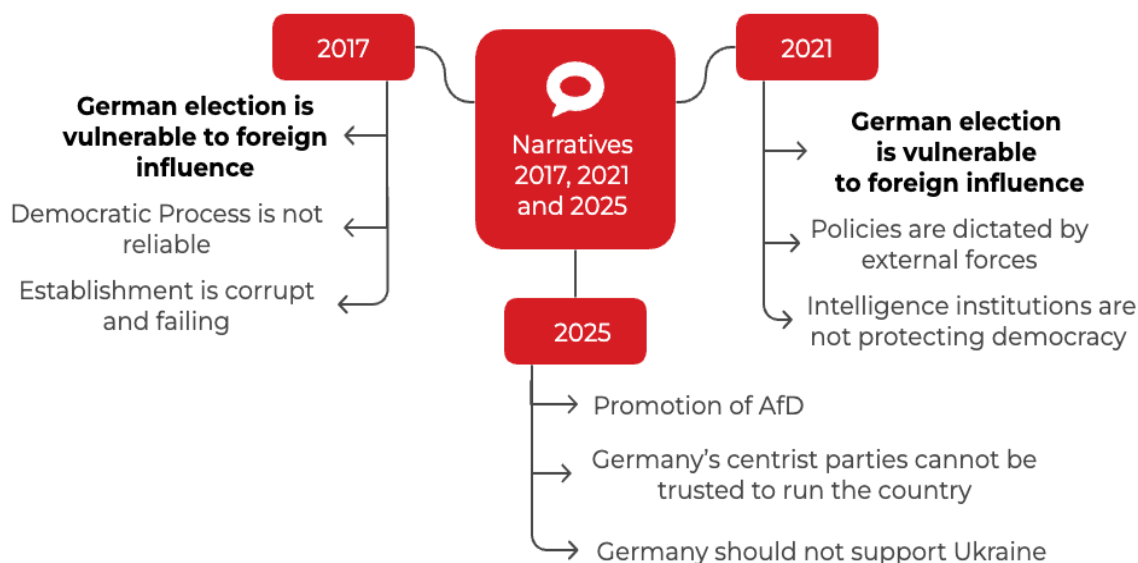 Narratives
2017, 2021
and 2025
2017
German election is
vulnerable to foreign
influence
Democratic Process is not
reliable
Establishment is corrupt
and failing
2021
German election
is vulnerable
to foreign influence
Policies are dictated by
external forces
Intelligence institutions are
not protecting democracy
2025
Promotion of AfD
Germany’s centrist parties cannot be
trusted to run the country
Germany should not support Ukraine